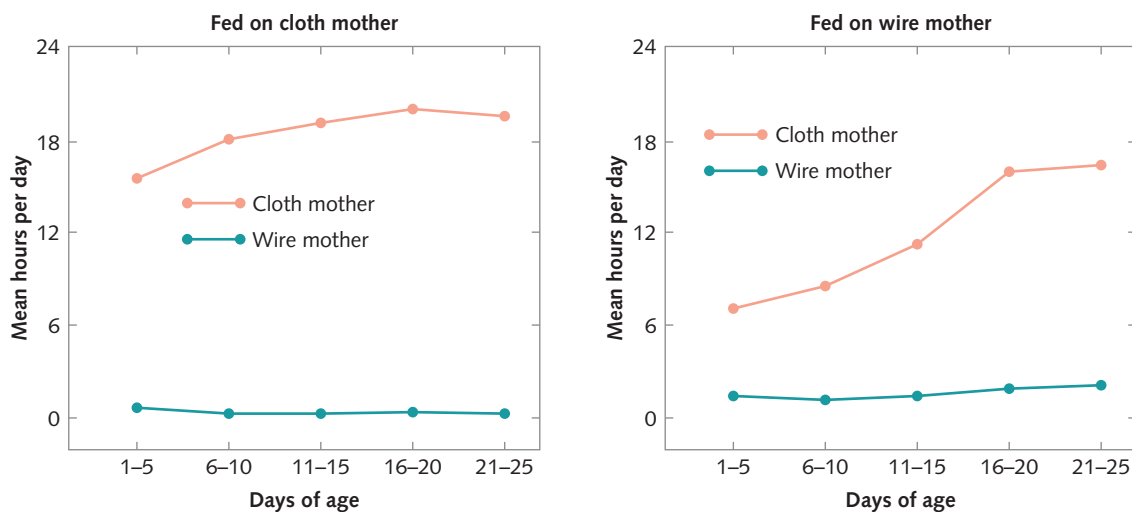 Fed on cloth mother
24
18
12
6
0
Mean hours per day
Cloth mother
Wire mother
1–5 6–10 11–15 16–20 21–25
Days of age
Fed on wire mother
24
18
12
6
0
Mean hours per day
Cloth mother
Wire mother
1–5 6–10 11–15 16–20 21–25
Days of age